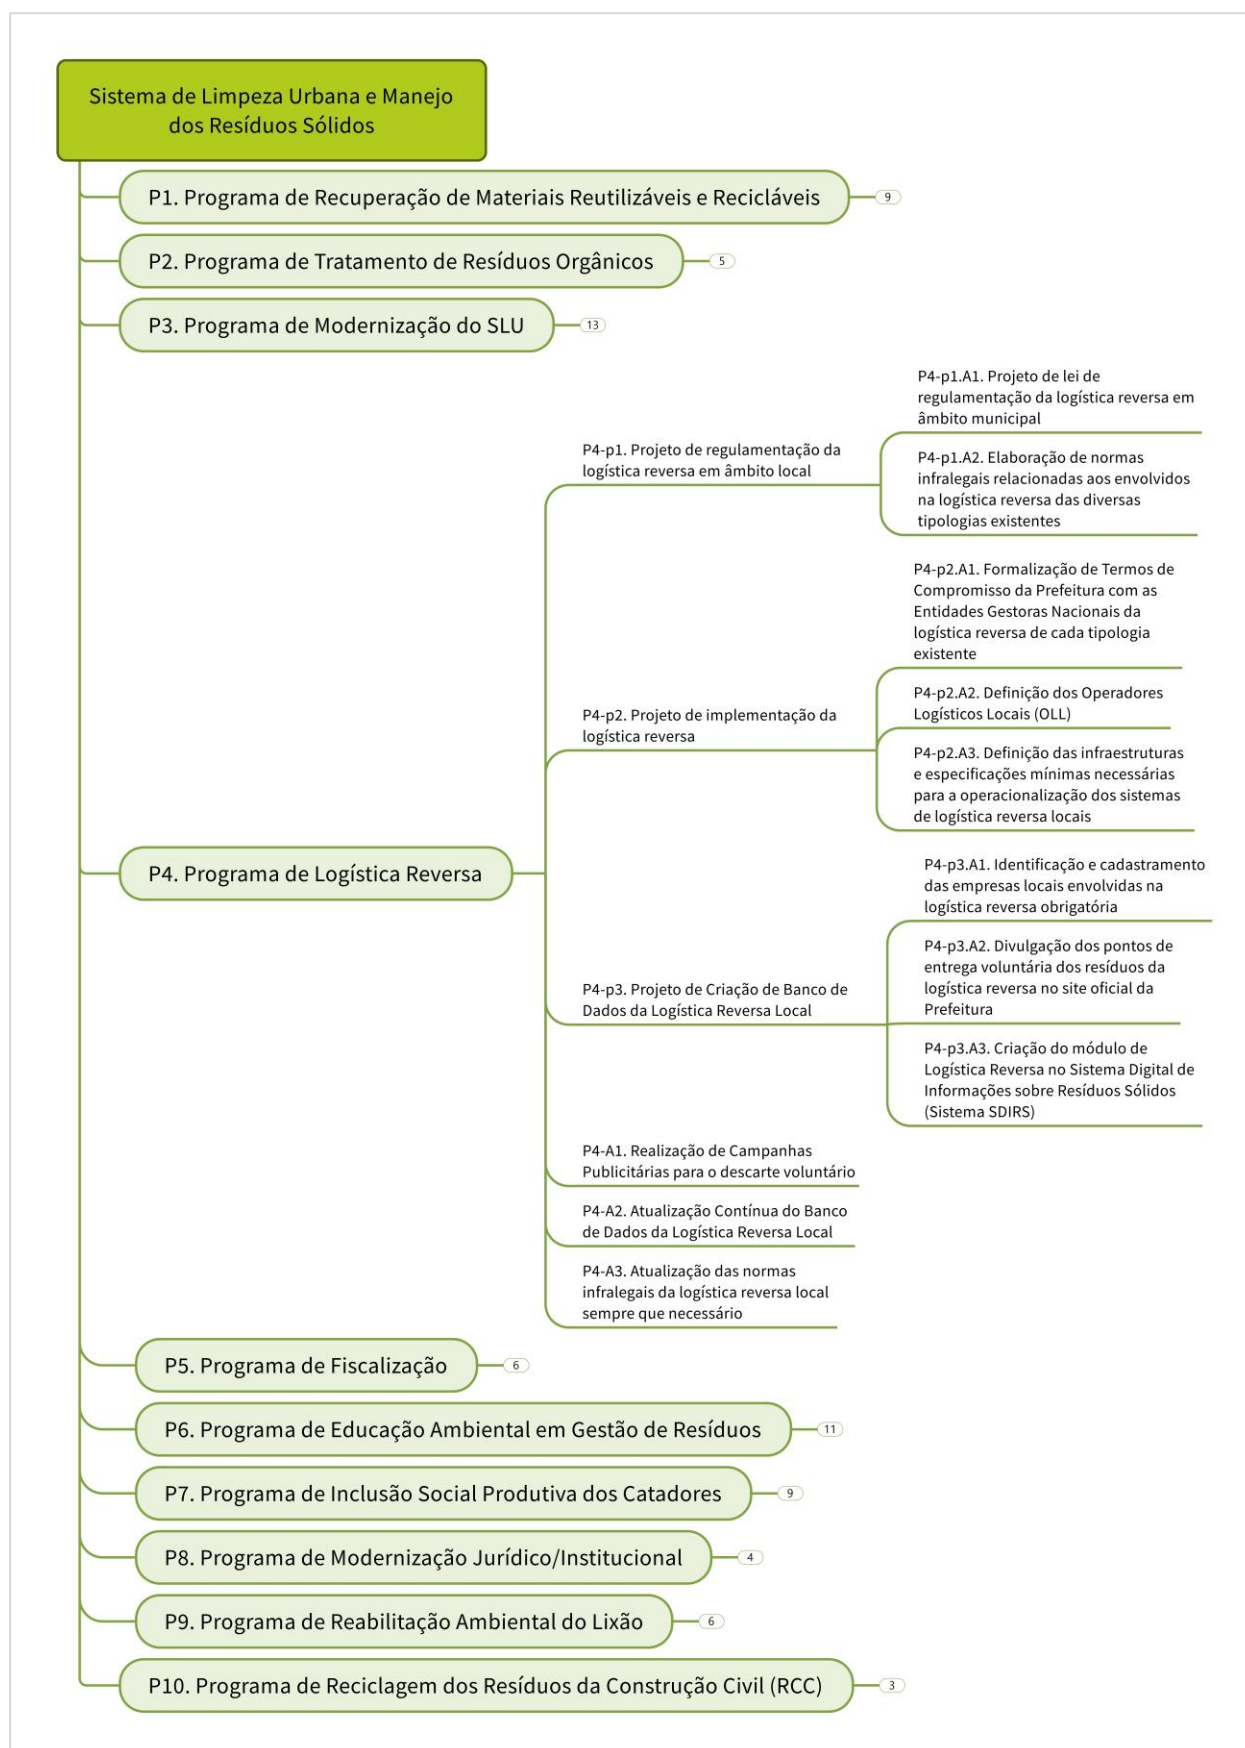 Sistema de Limpeza Urbana e Manejo
dos Resíduos Sólidos
P1. Programa de Recuperação de Materiais Reutilizáveis e Recicláveis
9
P2. Programa de Tratamento de Resíduos Orgânicos
5
P3. Programa de Modernização do SLU
13
P4. Programa de Logística Reversa
P4-p1. Projeto de regulamentação da
logística reversa em âmbito local
P4-p1.A1. Projeto de lei de
regulamentação da logística reversa em
âmbito municipal
P4-p1.A2. Elaboração de normas
infralegais relacionadas aos envolvidos
na logística reversa das diversas
tipologias existentes
P4-p2. Projeto de implementação da
logística reversa
P4-p2.A1. Formalização de Termos de
Compromisso da Prefeitura com as
Entidades Gestoras Nacionais da
logística reversa de cada tipologia
existente
P4-p2.A2. Definição dos Operadores
Logísticos Locais (OLL)
P4-p2.A3. Definição das infraestruturas
e especificações mínimas necessárias
para a operacionalização dos sistemas
de logística reversa locais
P4-p3. Projeto de Criação de Banco de
Dados da Logística Reversa Local
P4-p3.A1. Identificação e cadastramento
das empresas locais envolvidas na
logística reversa obrigatória
P4-p3.A2. Divulgação dos pontos de
entrega voluntária dos resíduos da
logística reversa no site oficial da
Prefeitura
P4-p3.A3. Criação do módulo de
Logística Reversa no Sistema Digital de
Informações sobre Resíduos Sólidos
(Sistema SDIRS)
P4-A1. Realização de Campanhas
Publicitárias para o descarte voluntário
P4-A2. Atualização Contínua do Banco
de Dados da Logística Reversa Local
P4-A3. Atualização das normas
infralegais da logística reversa local
sempre que necessário
P5. Programa de Fiscalização
6
P6. Programa de Educação Ambiental em Gestão de Resíduos
11
P7. Programa de Inclusão Social Produtiva dos Catadores
9
P8. Programa de Modernização Jurídico/Institucional
4
P9. Programa de Reabilitação Ambiental do Lixão
6
P10. Programa de Reciclagem dos Resíduos da Construção Civil (RCC)
3